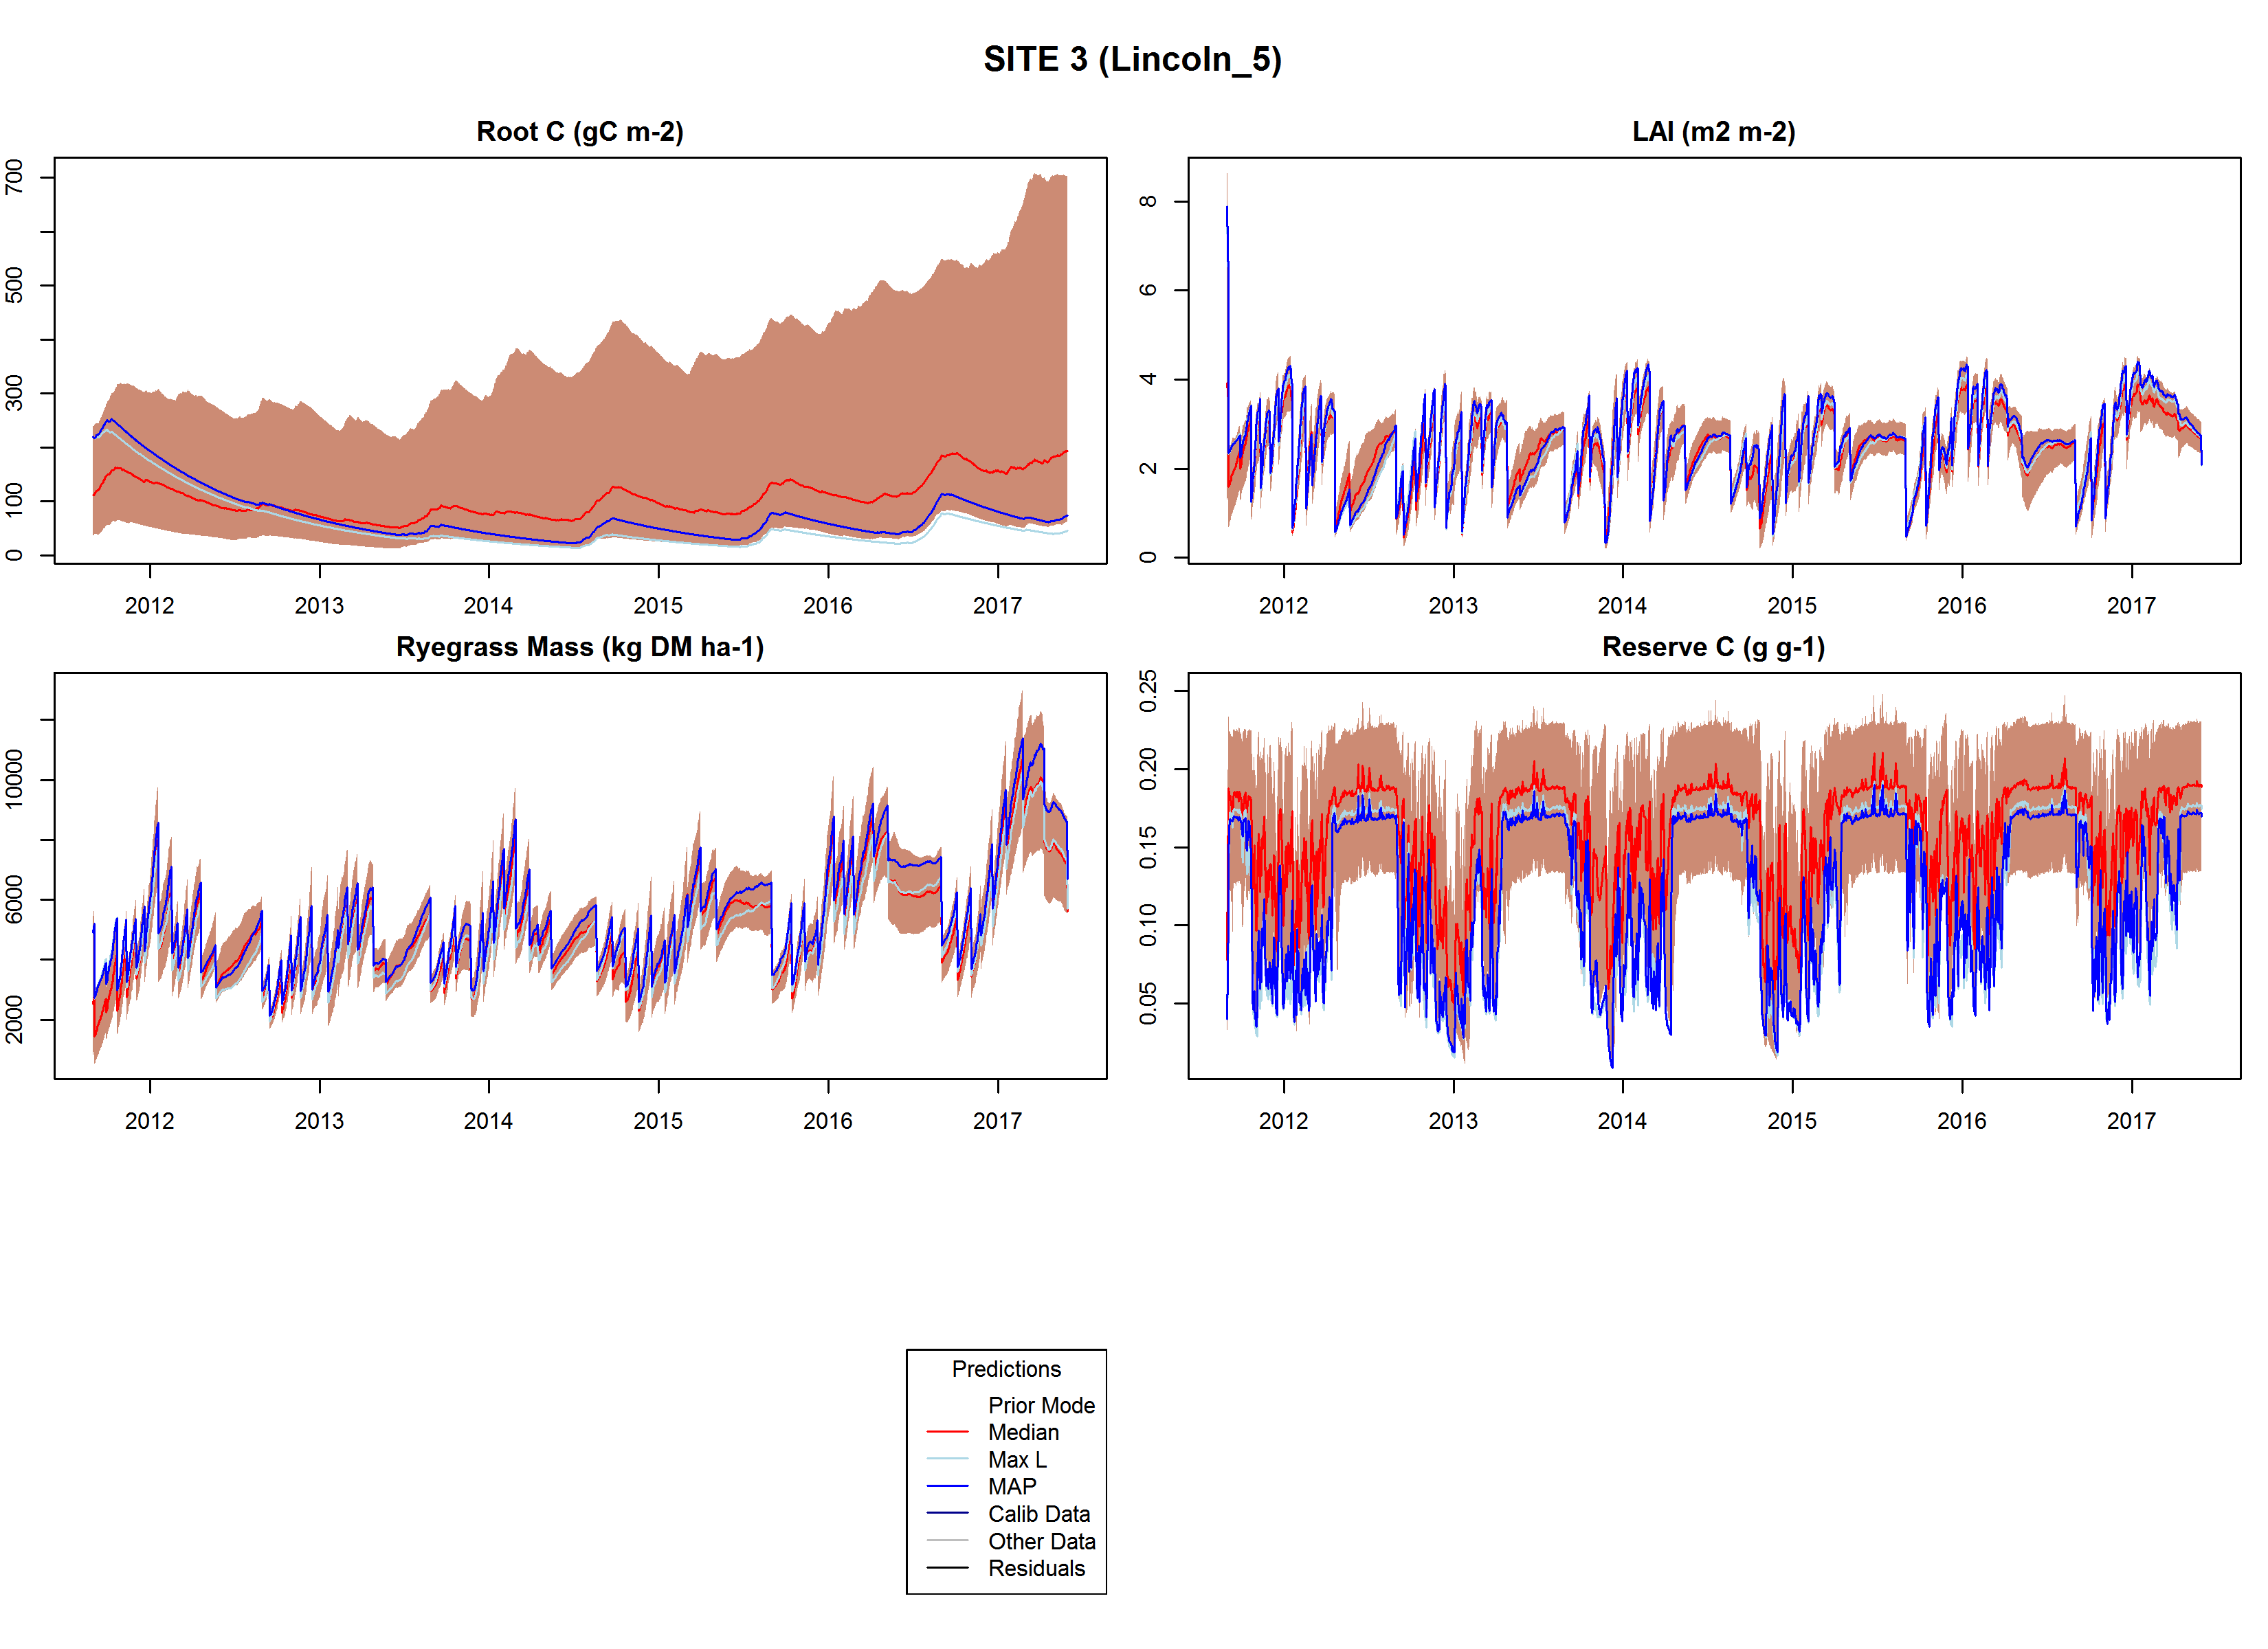 SITE 3 (Lincoln_5)
Root C (gC m-2)
0 100 300 500 700
2012 2013 2014 2015 2016 2017
LAI (m2 m-2)
0 2 4 6 8
2012 2013 2014 2015 2016 2017
Ryegrass Mass (kg DM ha-1)
2000 6000 10000
2012 2013 2014 2015 2016 2017
Reserve C (g g-1)
0.05 0.10 0.15 0.20 0.25
2012 2013 2014 2015 2016 2017
Predictions
Prior Mode
Median
Max L
MAP
Calib Data
Other Data
Residuals